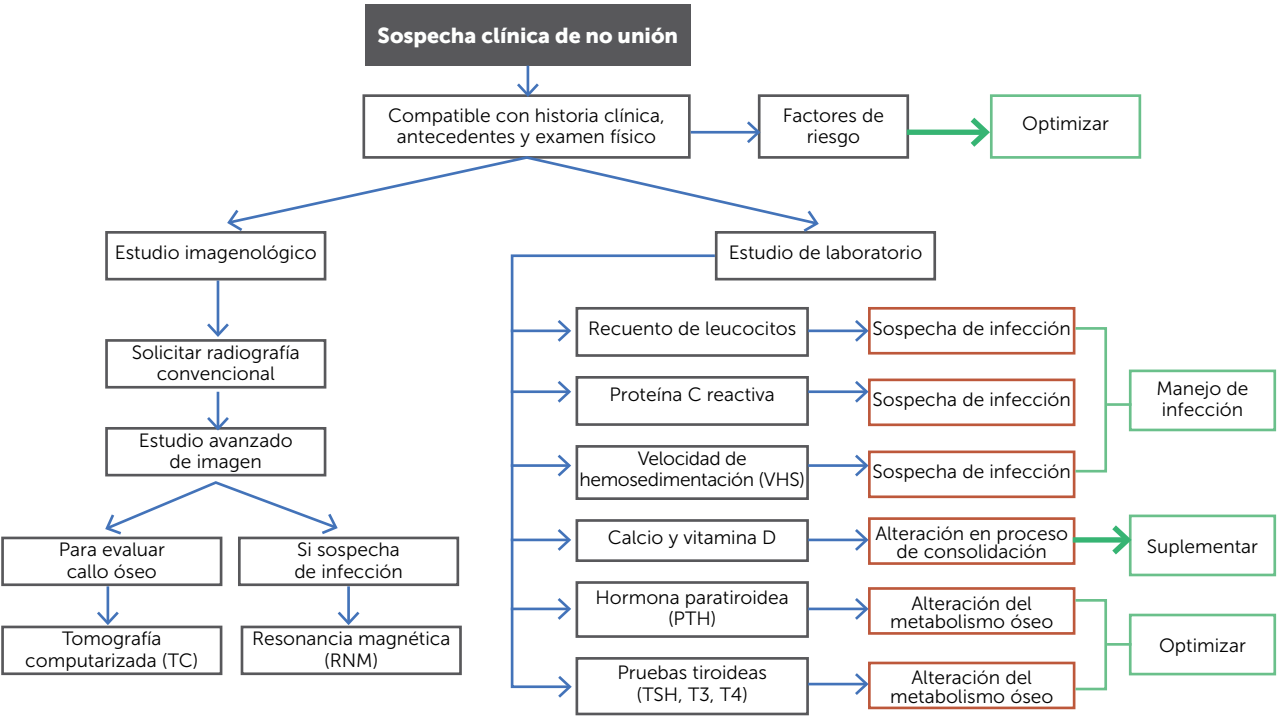 Sospecha clínica de no unión
Compatible con historia clínica,
antecedentes y examen físico
Factores de
riesgo
Optimizar
Estudio imagenológico
Estudio de laboratorio
Solicitar radiografía
convencional
Estudio avanzado
de imagen
Para evaluar
callo óseo
Si sospecha
de infección
Tomografía
computarizada (TC)
Resonancia magnética
(RNM)
Recuento de leucocitos
Sospecha de infección
Proteína C reactiva
Sospecha de infección
Velocidad de
hemosedimentación (VHS)
Sospecha de infección
Manejo de
infección
Calcio y vitamina D
Alteración en proceso
de consolidación
Suplementar
Hormona paratiroidea
(PTH)
Alteración del
metabolismo óseo
Pruebas tiroideas
(TSH, T3, T4)
Alteración del
metabolismo óseo
Optimizar